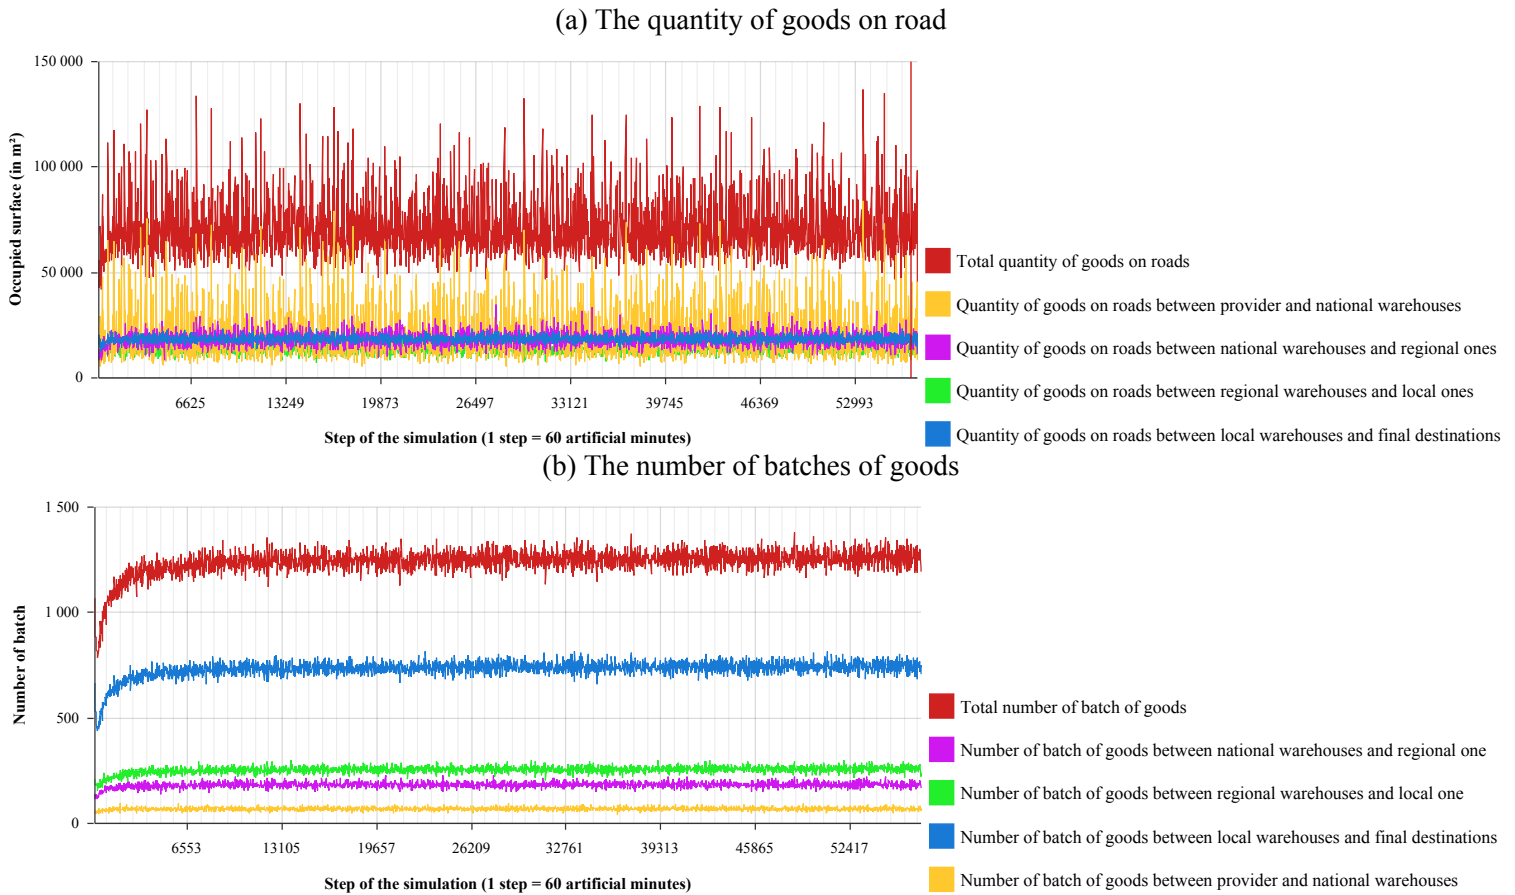 (a) The quantity of goods on road
150 000
100 000
50 000
0
Occupied surface (in m²)
6625 13249 19873 26497 33121 39745 46369 52993
Step of the simulation (1 step = 60 artificial minutes)
Total quantity of goods on roads
Quantity of goods on roads between provider and national warehouses
Quantity of goods on roads between national warehouses and regional ones
Quantity of goods on roads between regional warehouses and local ones
Quantity of goods on roads between local warehouses and final destinations
(b) The number of batches of goods
1 500
1 000
500
0
Number of batch
6553 13105 19657 26209 32761 39313 45865 52417
Step of the simulation (1 step = 60 artificial minutes)
Total number of batch of goods
Number of batch of goods between national warehouses and regional one
Number of batch of goods between regional warehouses and local one
Number of batch of goods between local warehouses and final destinations
Number of batch of goods between provider and national warehouses